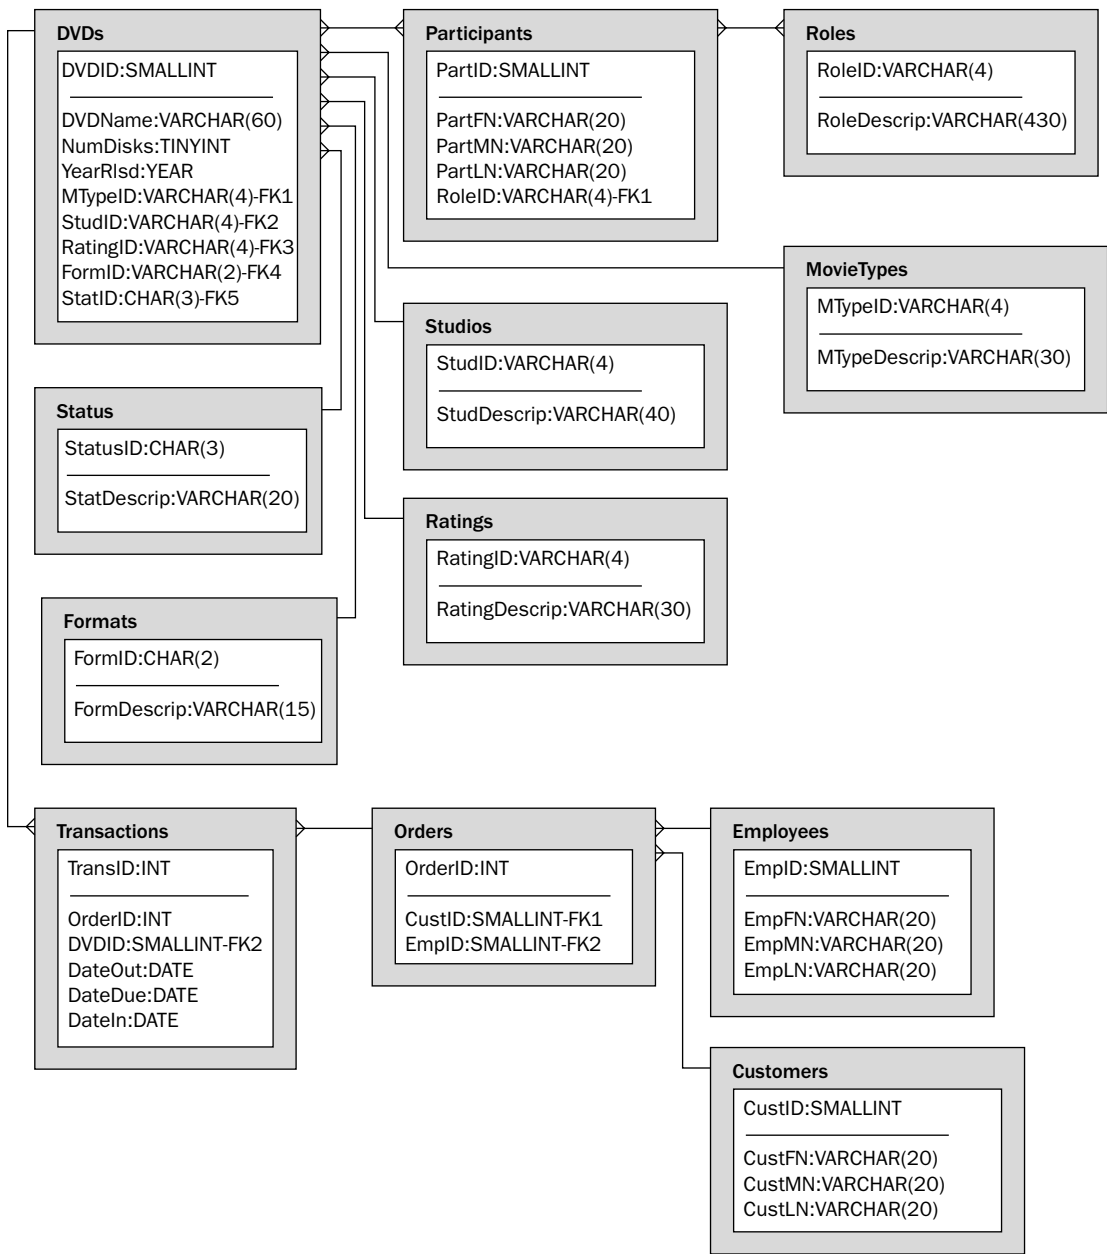 DVDs
DVDID:SMALLINT
DVDName:VARCHAR(60)
NumDisks:TINYINT
YearRlsd:YEAR
MTypeID:VARCHAR(4)-FK1
StudID:VARCHAR(4)-FK2
RatingID:VARCHAR(4)-FK3
FormID:VARCHAR(2)-FK4
StatID:CHAR(3)-FK5
Participants
PartID:SMALLINT
PartFN:VARCHAR(20)
PartMN:VARCHAR(20)
PartLN:VARCHAR(20)
RoleID:VARCHAR(4)-FK1
Roles
RoleID:VARCHAR(4)
RoleDescrip:VARCHAR(430)
MovieTypes
MTypeID:VARCHAR(4)
MTypeDescrip:VARCHAR(30)
Studios
StudID:VARCHAR(4)
StudDescrip:VARCHAR(40)
Status
StatusID:CHAR(3)
StatDescrip:VARCHAR(20)
Ratings
RatingID:VARCHAR(4)
RatingDescrip:VARCHAR(30)
Formats
FormID:CHAR(2)
FormDescrip:VARCHAR(15)
Transactions
TransID:INT
OrderID:INT
DVDID:SMALLINT-FK2
DateOut:DATE
DateDue:DATE
DateIn:DATE
Orders
OrderID:INT
CustID:SMALLINT-FK1
EmpID:SMALLINT-FK2
Employees
EmpID:SMALLINT
EmpFN:VARCHAR(20)
EmpMN:VARCHAR(20)
EmpLN:VARCHAR(20)
Customers
CustID:SMALLINT
CustFN:VARCHAR(20)
CustMN:VARCHAR(20)
CustLN:VARCHAR(20)